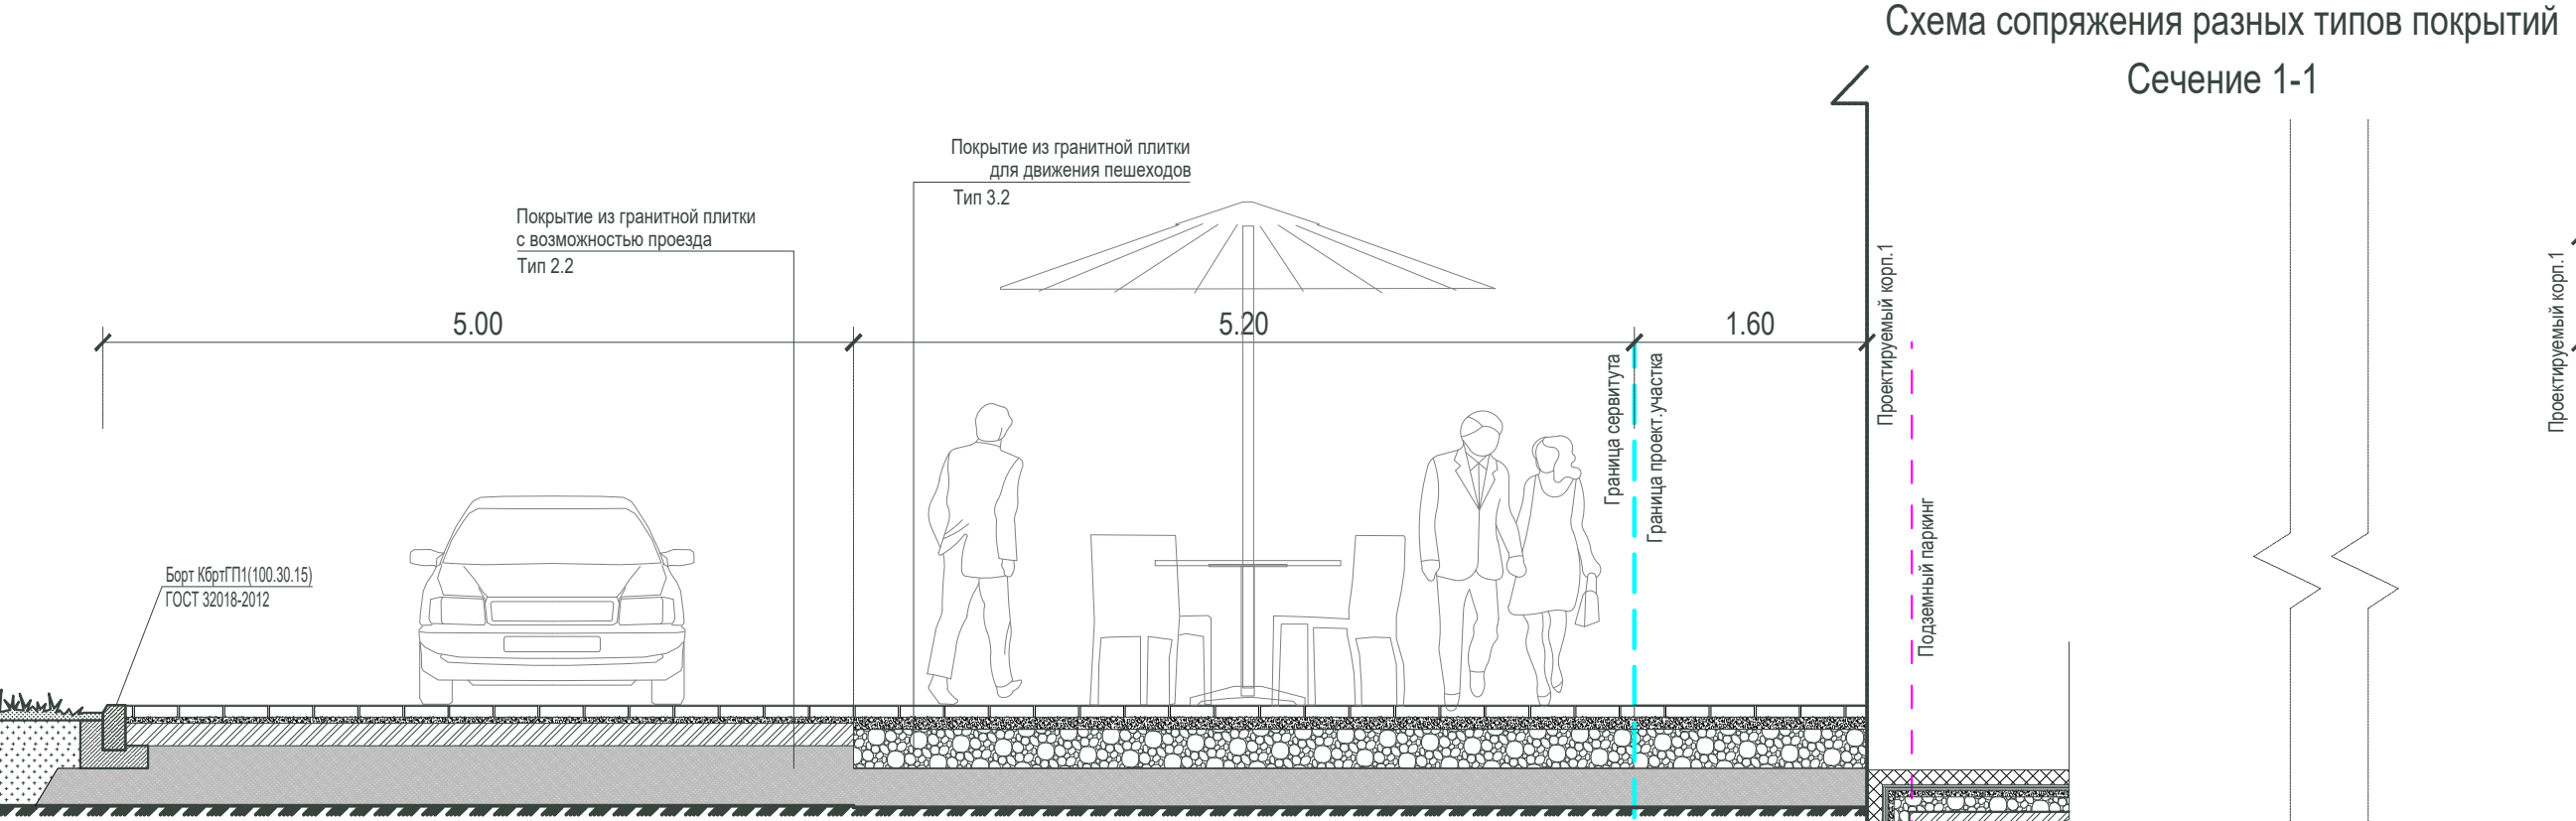 Схема сопряжения разных типов покрытий
Сечение 1-1
Покрытие из гранитной плитки
для движения пешеходов
Тип 3.2
Покрытие из гранитной плитки
с возможностью проезда
Тип 2.2
5.00
5.20
1.60
Борт КбртГП1(100.30.15)
ГОСТ 32018-2012
Граница сервитута
Граница проект.участка
Проектируемый корп.1
Подземный паркинг
Проектируемый корп.1